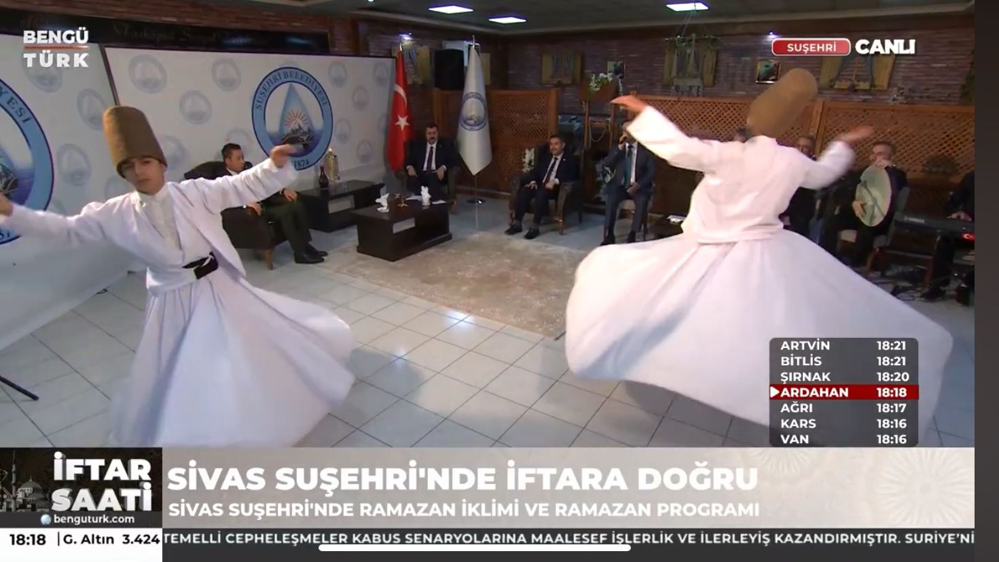 BENGÜ
TÜRK
SUŞEHRİ CANLI
SUŞEHRİ BELEDİYESİ
1874
YESİ
ARTVİN 18:21
BİTLİS 18:21
ŞIRNAK 18:20
ARDAHAN 18:18
AĞRI 18:17
KARS 18:16
VAN 18:16
İFTAR
SAATİ
benguturk.com
SİVAS SUŞEHRİ'NDE İFTARA DOĞRU
SİVAS SUŞEHRİ'NDE RAMAZAN İKLİMİ VE RAMAZAN PROGRAMI
18:18 | G. Altın 3.424
TEMELLİ CEPHELEŞMELER KABUS SENARYOLARINA MAALESEF İŞLERLİK VE İLERLEYİŞ KAZANDIRMIŞTIR. SURİYE'Nİ